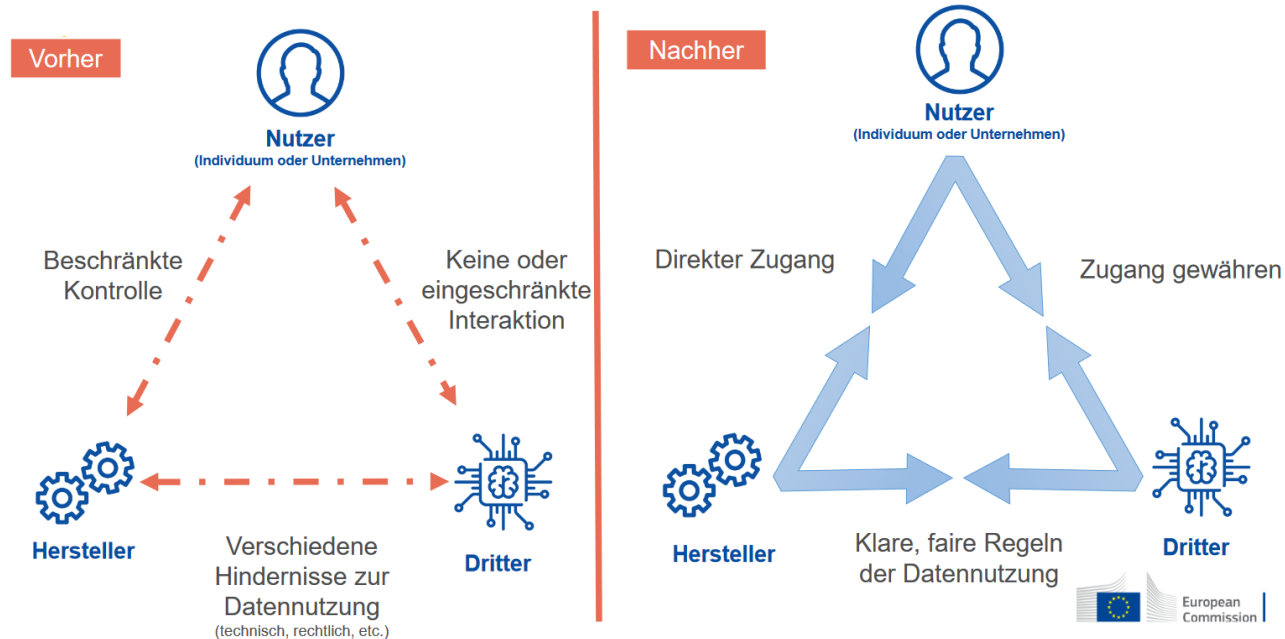 Vorher
Nutzer
(Individuum oder Unternehmen)
Beschränkte
Kontrolle
Keine oder
eingeschränkte
Interaktion
Hersteller
Verschiedene
Hindernisse zur
Datennutzung
(technisch, rechtlich, etc.)
Dritter
Nachher
Nutzer
(Individuum oder Unternehmen)
Direkter Zugang
Zugang gewähren
Hersteller
Klare, faire Regeln
der Datennutzung
Dritter
European
Commission